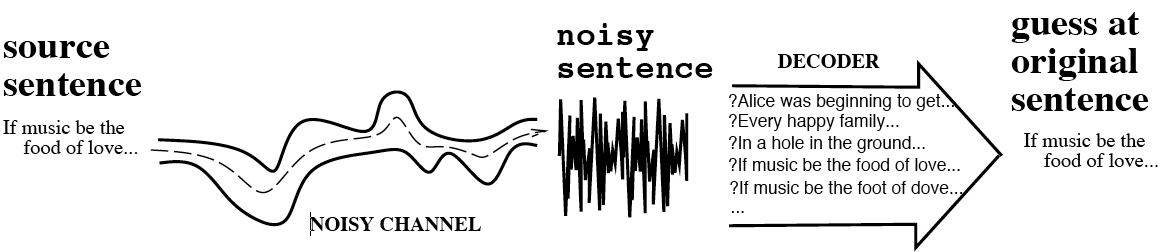 source
sentence
If music be the
food of love...
NOISY CHANNEL
noisy
sentence
DECODER
?Alice was beginning to get...
?Every happy family...
?In a hole in the ground...
?If music be the food of love...
?If music be the foot of dove...
...
guess at
original
sentence
If music be the
food of love...